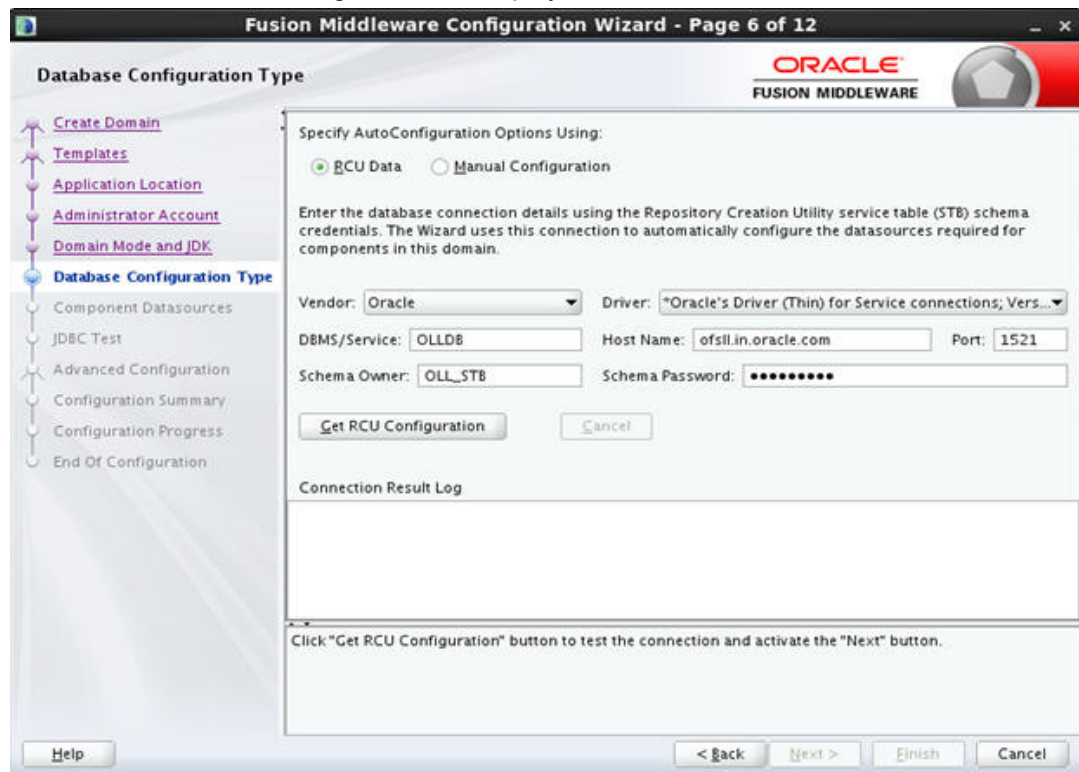 Fusion Middleware Configuration Wizard - Page 6 of 12
Database Configuration Type
ORACLE
FUSION MIDDLEWARE
Create Domain
Templates
Application Location
Administrator Account
Domain Mode and JDK
Database Configuration Type
Component Datasources
JDBC Test
Advanced Configuration
Configuration Summary
Configuration Progress
End Of Configuration
Specify AutoConfiguration Options Using:
RCU Data Manual Configuration
Enter the database connection details using the Repository Creation Utility service table (STB) schema
credentials. The Wizard uses this connection to automatically configure the datasources required for
components in this domain.
Vendor: Oracle Driver: *Oracle's Driver (Thin) for Service connections; Vers...
DBMS/Service: OLLDB Host Name: ofsll.in.oracle.com Port: 1521
Schema Owner: OLL_STB Schema Password: •••••••••
Get RCU Configuration Cancel
Connection Result Log
Click "Get RCU Configuration" button to test the connection and activate the "Next" button.
Help < Back Next > Finish Cancel